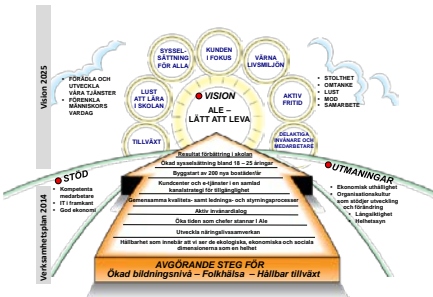 Vision 2025
Verksamhetsplan 2014
SYSSEL-
SÄTTNING
FÖR ALLA
KUNDEN
I FOKUS
VÄRNA
LIVSMILJÖN
LUST
ATT LÄRA
I SKOLAN
AKTIV
FRITID
TILLVÄXT
DELAKTIGA
INVÅNARE OCH
MEDARBETARE
VISION
ALE –
LÄTT ATT LEVA
• FÖRÄDLA OCH
UTVECKLA
VÅRA TJÄNSTER
• FÖRENKLA
MÄNNISKORS
VARDAG
• STOLTHET
• OMTANKE
• LUST
• MOD
• SAMARBETE
STÖD
• Kompetenta
medarbetare
• IT i framkant
• God ekonomi
UTMANINGAR
• Ekonomisk uthållighet
• Organisationskultur
som stödjer utveckling
och förändring
• Långsiktighet
• Helhetssyn
Resultat förbättring i skolan
Ökad sysselsättning bland 18 – 25 åringar
Byggstart av 200 nya bostäder/år
Kundcenter och e-tjänster i en samlad
kanalstrategi för tillgänglighet
Gemensamma kvalitets- samt lednings- och styrningsprocesser
Aktiv invånardialog
Öka tiden som chefer stannar i Ale
Utveckla näringslivssamverkan
Hållbarhet som innebär att vi ser de ekologiska, ekonomiska och sociala
dimensionerna som en helhet
AVGÖRANDE STEG FÖR
Ökad bildningsnivå – Folkhälsa – Hållbar tillväxt